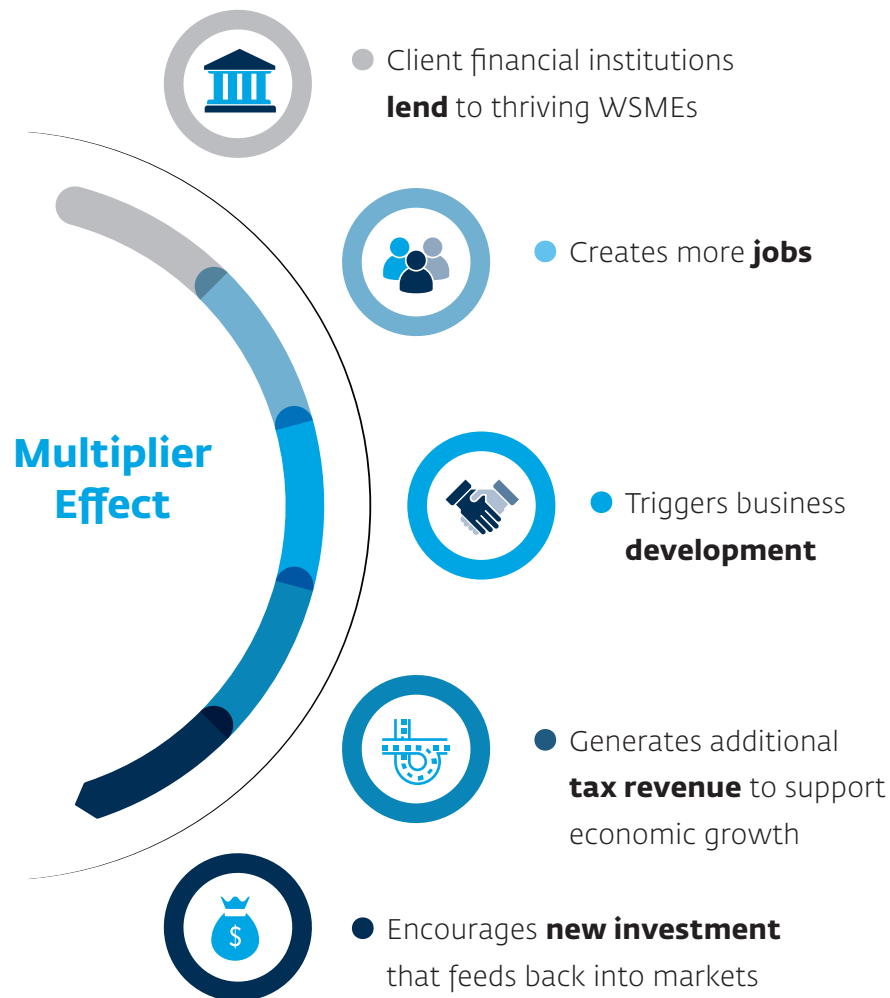 Client financial institutions
lend to thriving WSMEs
Creates more jobs
Multiplier
Effect
Triggers business
development
Generates additional
tax revenue to support
economic growth
$
Encourages new investment
that feeds back into markets